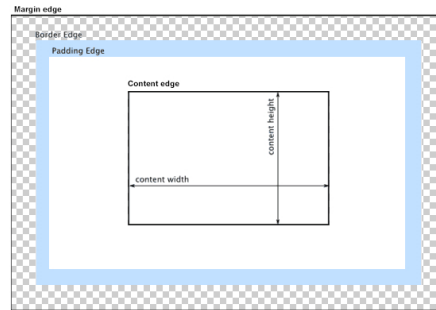 Margin edge
Border Edge
Padding Edge
Content edge
content height
content width